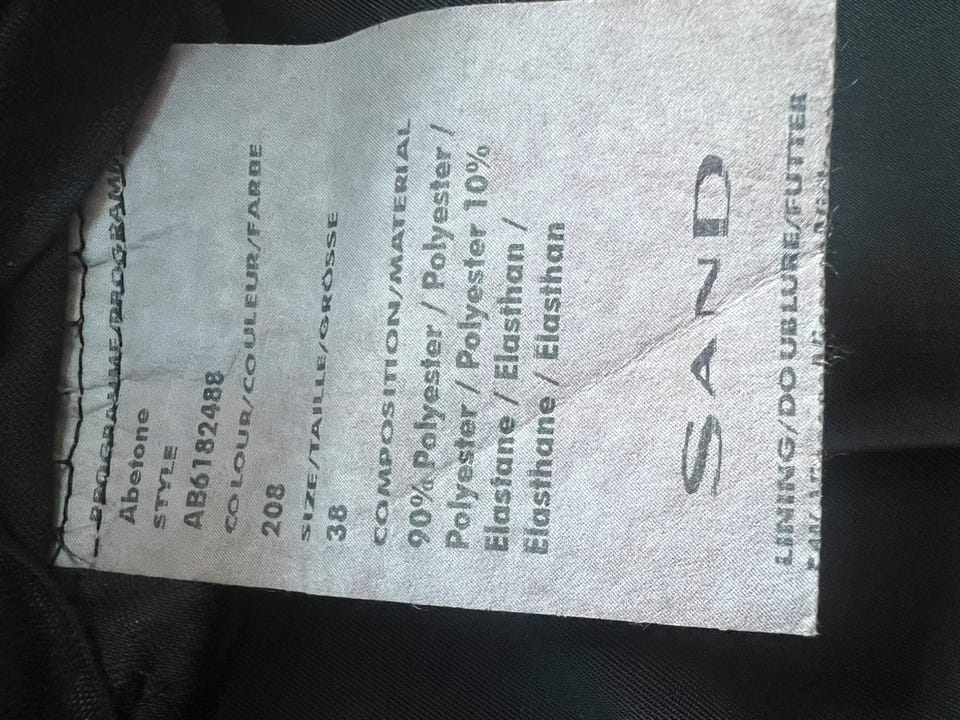 PROGRAMME/PROGRAMM
Abetone
STYLE
AB6182488
COLOUR/COULEUR/FARBE
208
SIZE/TAILLE/GRÖSSE
38
COMPOSITION/MATERIAL
90% Polyester / Polyester /
Polyester / Polyester 10%
Elastane / Elasthan /
Elasthane / Elasthan
SAND
LINING/DOUBLURE/FUTTER